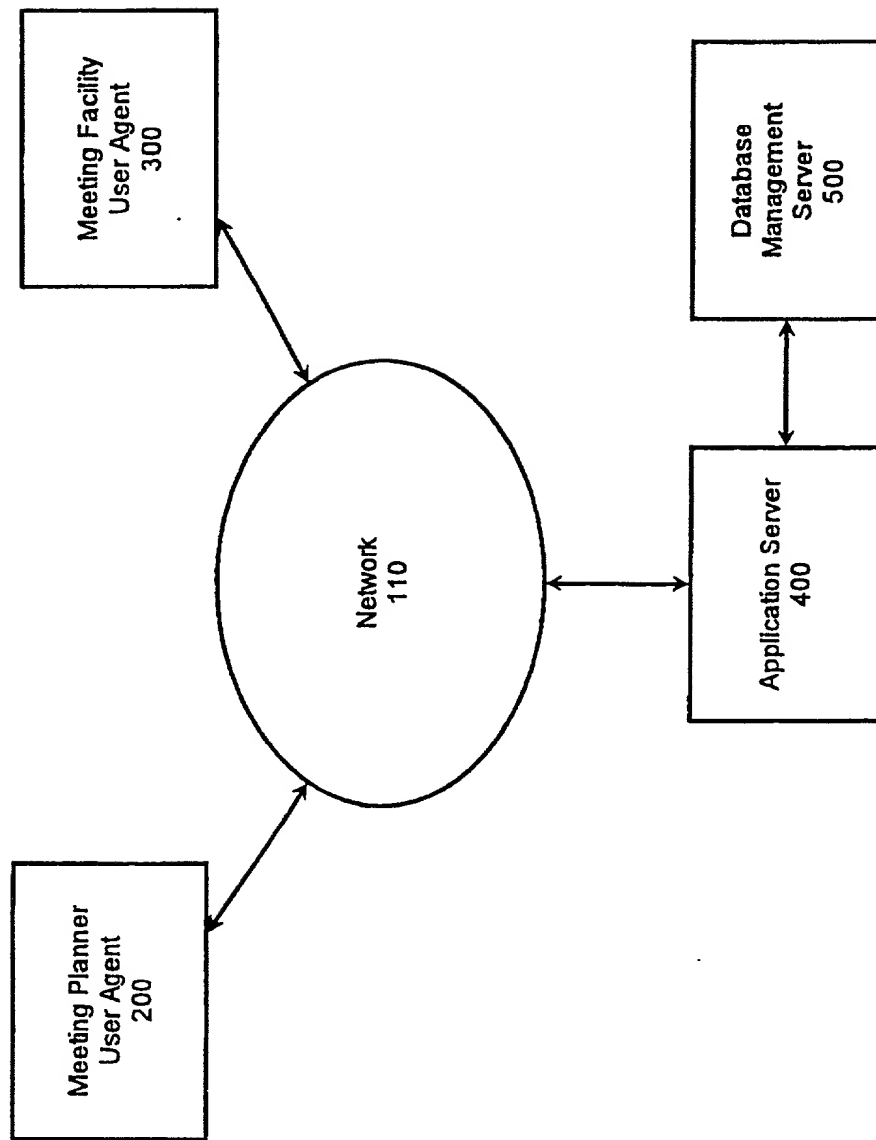 Meeting Planner
User Agent
200
Meeting Facility
User Agent
300
Network
110
Application Server
400
Database
Management
Server
500